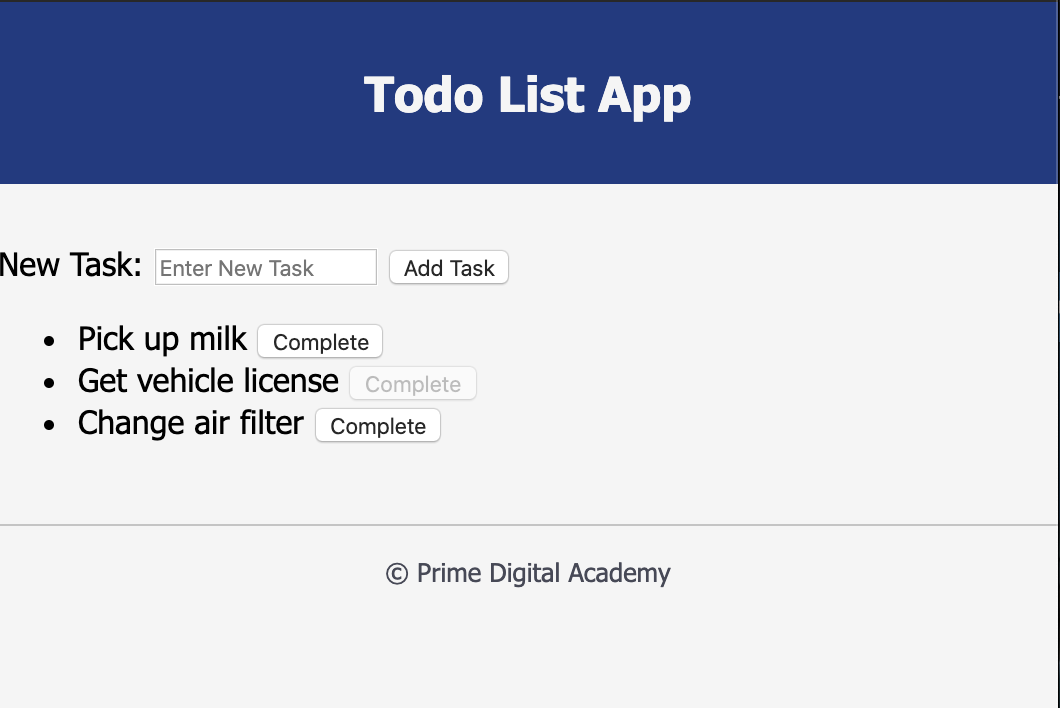 Todo List App
New Task: Enter New Task Add Task
• Pick up milk Complete
• Get vehicle license Complete
• Change air filter Complete
© Prime Digital Academy